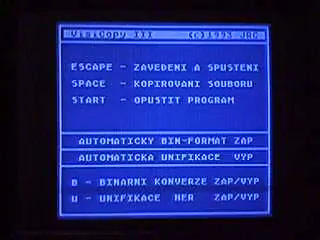 VisiCopy III (c)1993 JRC
ESCAPE - ZAVEDENI A SPUSTENI
SPACE - KOPIROVANI SOUBORU
START - OPUSTIT PROGRAM
AUTOMATICKY BIN-FORMAT ZAP
AUTOMATICKA UNIFIKACE VYP
B - BINARNI KONVERZE ZAP/VYP
U - UNIFIKACE HER ZAP/VYP